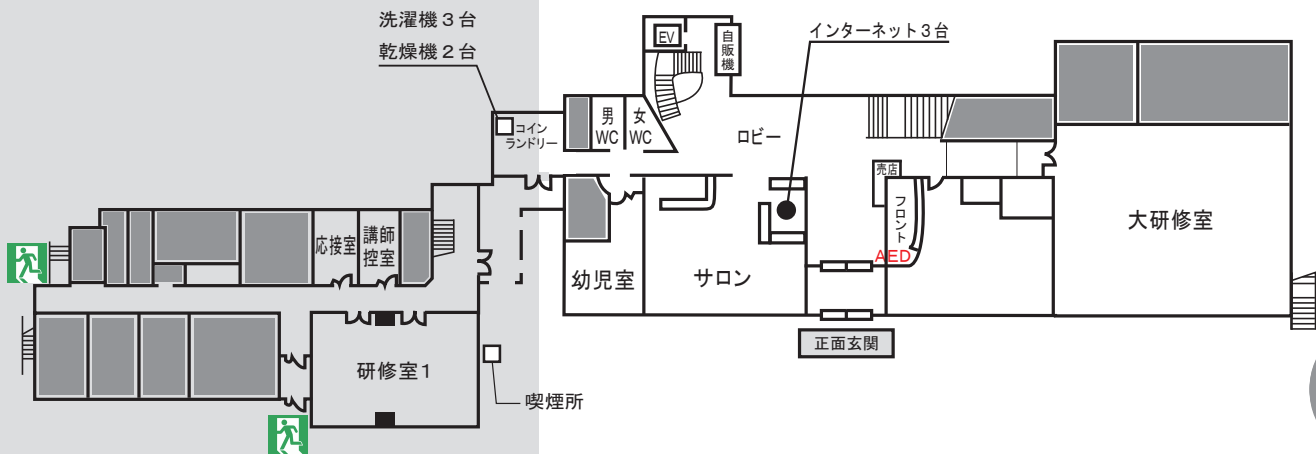 洗濯機3台
乾燥機2台
インターネット3台
EV
自販機
コイン
ランドリー
男
WC
女
WC
ロビー
売店
フロント
AED
大研修室
応接室
講師
控室
幼児室
サロン
正面玄関
研修室1
喫煙所